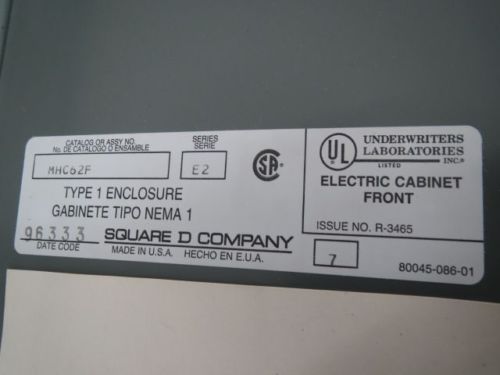 CATALOG OR ASSY NO.
No. DE CATALOGO O ENSAMBLE
SERIES
SERIE
MHC62F
E2
TYPE 1 ENCLOSURE
GABINETE TIPO NEMA 1
96333
DATE CODE
SQUARE D COMPANY
MADE IN U.S.A. HECHO EN E.U.A.
SA
UL
LISTED
UNDERWRITERS
LABORATORIES
INC.®
ELECTRIC CABINET
FRONT
ISSUE NO. R-3465
7
80045-086-01